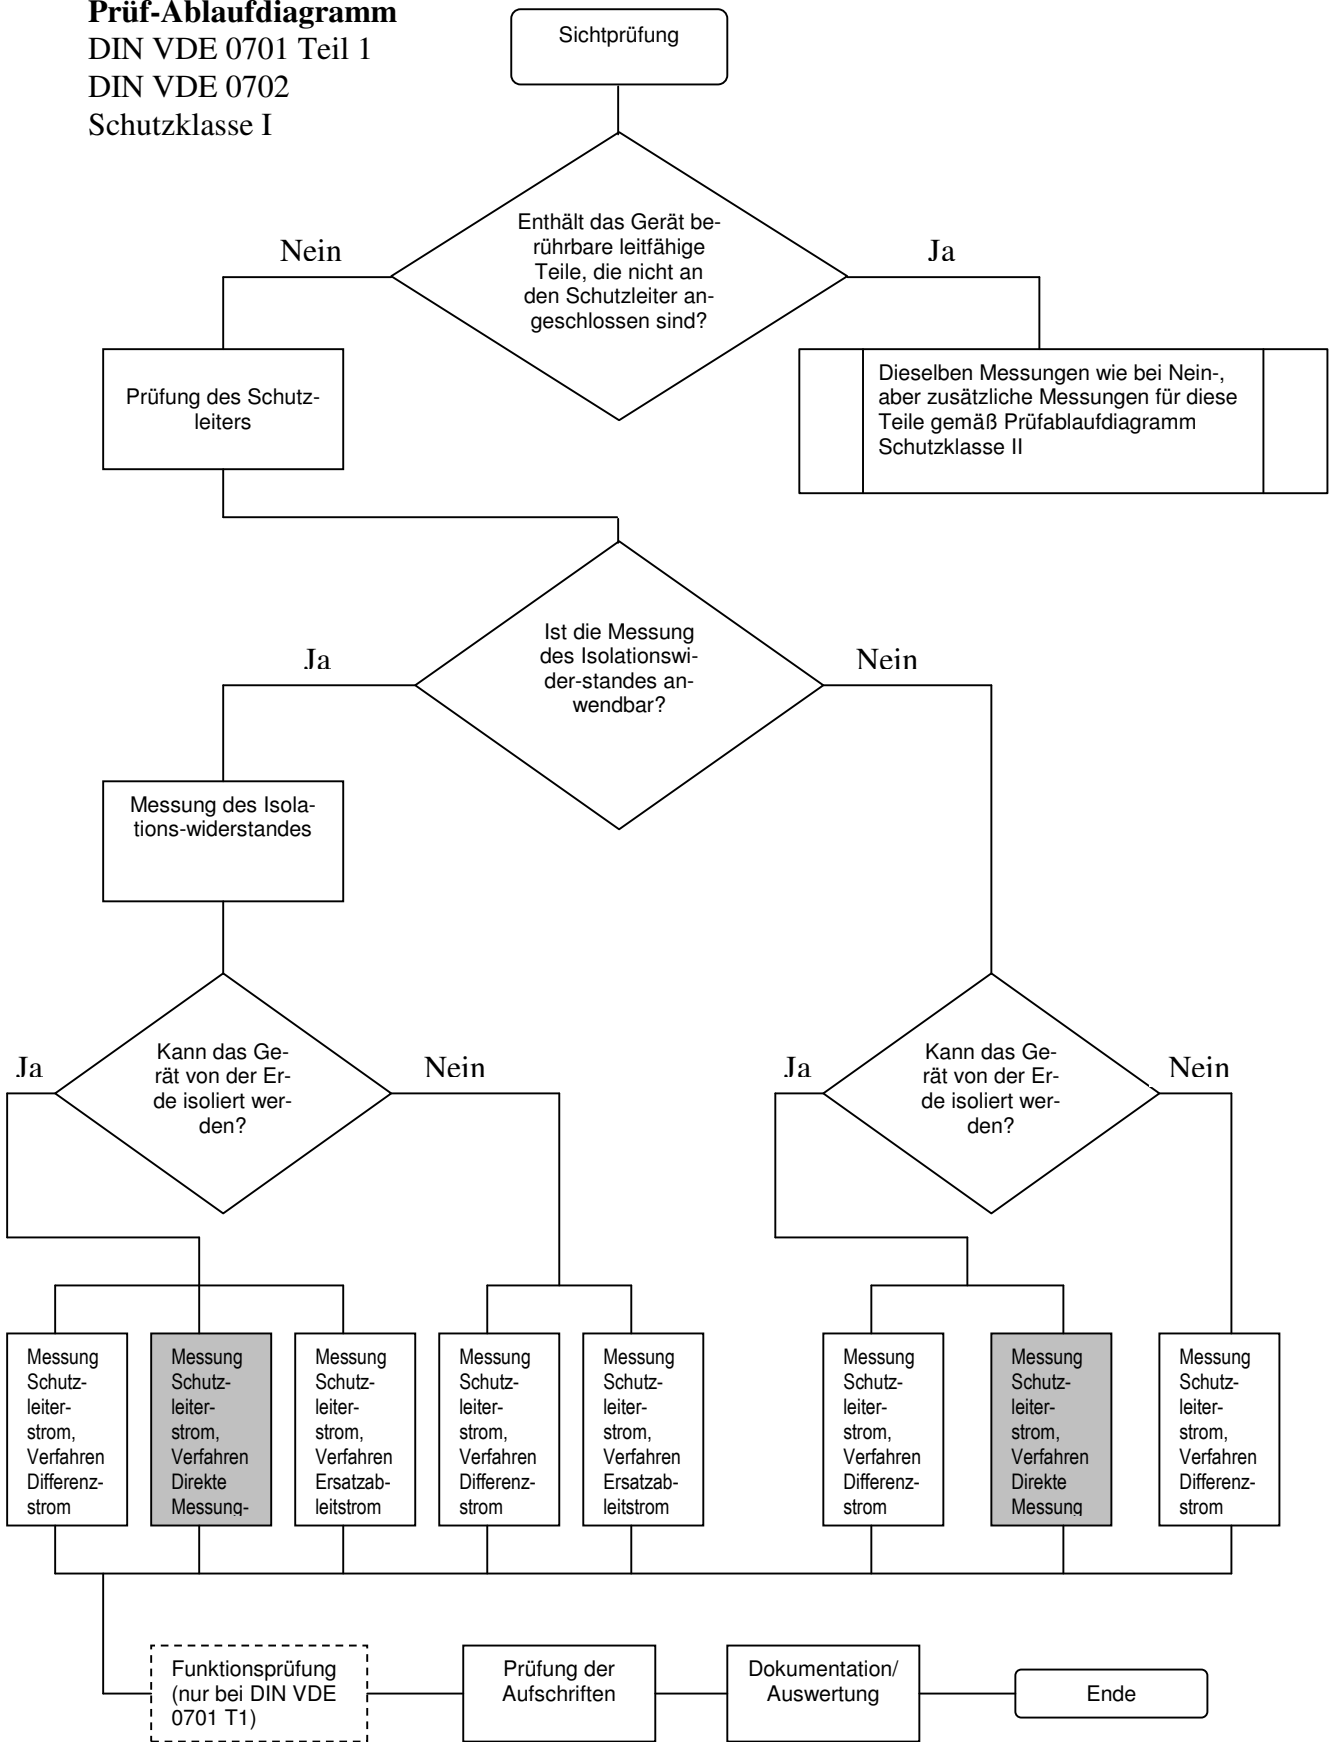 Prüf-Ablaufdiagramm
DIN VDE 0701 Teil 1
DIN VDE 0702
Schutzklasse I
Sichtprüfung
Enthält das Gerät be-
rührbare leitfähige
Teile, die nicht an
den Schutzleiter an-
geschlossen sind?
Nein
Ja
Prüfung des Schutz-
leiters
Dieselben Messungen wie bei Nein-,
aber zusätzliche Messungen für diese
Teile gemäß Prüfablaufdiagramm
Schutzklasse II
Ist die Messung
des Isolationswi-
der-standes an-
wendbar?
Ja
Nein
Messung des Isola-
tions-widerstandes
Kann das Ge-
rät von der Er-
de isoliert wer-
den?
Ja
Nein
Kann das Ge-
rät von der Er-
de isoliert wer-
den?
Ja
Nein
Messung
Schutz-
leiter-
strom,
Verfahren
Differenz-
strom
Messung
Schutz-
leiter-
strom,
Verfahren
Direkte
Messung-
Messung
Schutz-
leiter-
strom,
Verfahren
Ersatzab-
leitstrom
Messung
Schutz-
leiter-
strom,
Verfahren
Differenz-
strom
Messung
Schutz-
leiter-
strom,
Verfahren
Ersatzab-
leitstrom
Messung
Schutz-
leiter-
strom,
Verfahren
Differenz-
strom
Messung
Schutz-
leiter-
strom,
Verfahren
Direkte
Messung
Messung
Schutz-
leiter-
strom,
Verfahren
Differenz-
strom
Funktionsprüfung
(nur bei DIN VDE
0701 T1)
Prüfung der
Aufschriften
Dokumentation/
Auswertung
Ende